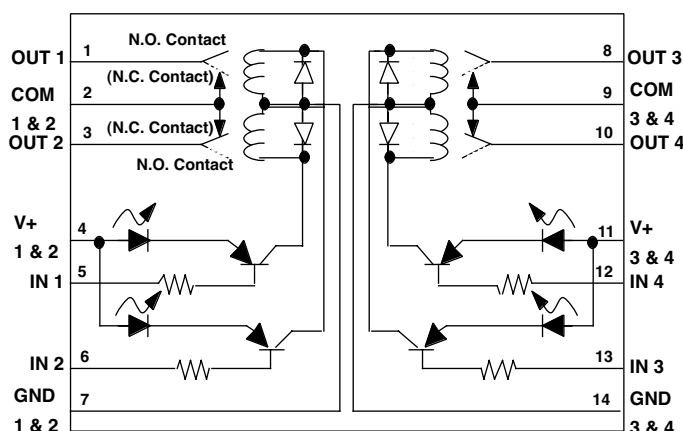 N.O. Contact
OUT 1 1
(N.C. Contact)
COM 2
1 & 2
3 (N.C. Contact)
OUT 2
N.O. Contact
V+ 4
1 & 2
IN 1 5
IN 2 6
GND 7
1 & 2
8 OUT 3
9 COM
3 & 4
10 OUT 4
11 V+
3 & 4
12 IN 4
13 IN 3
14 GND
3 & 4